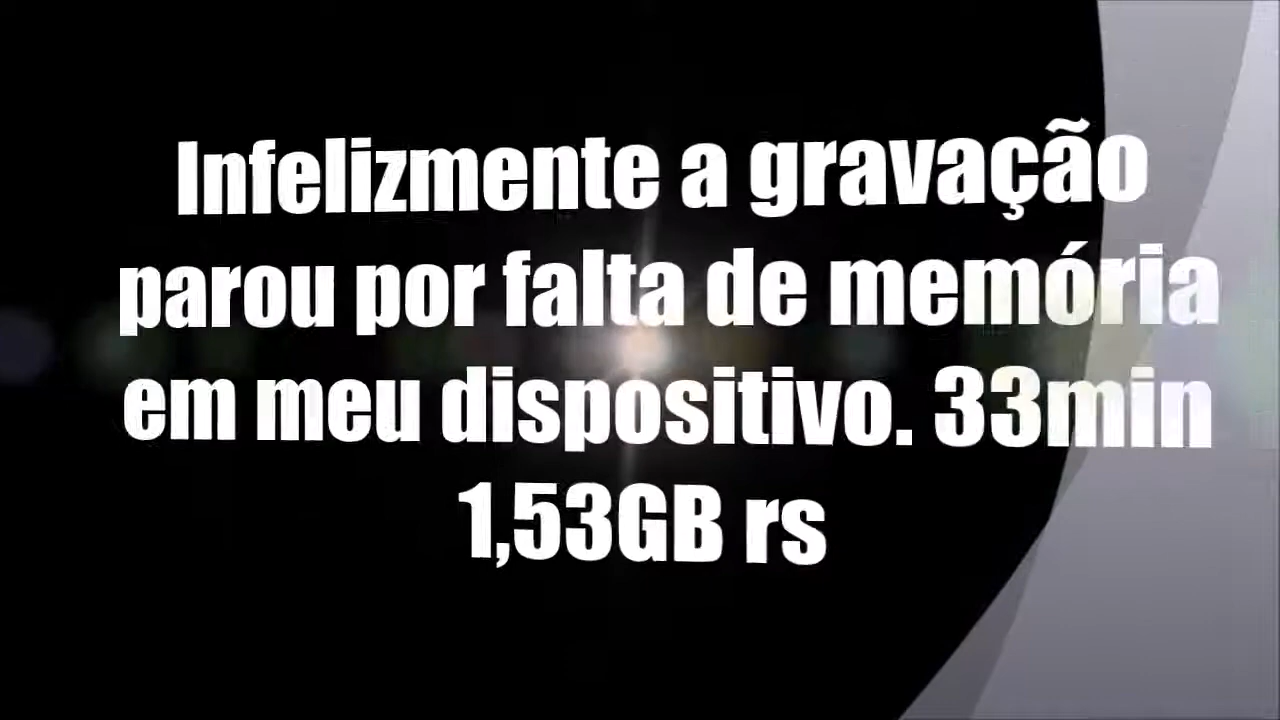 Infelizmente a gravação
parou por falta de memória
em meu dispositivo. 33min
1,53GB rs